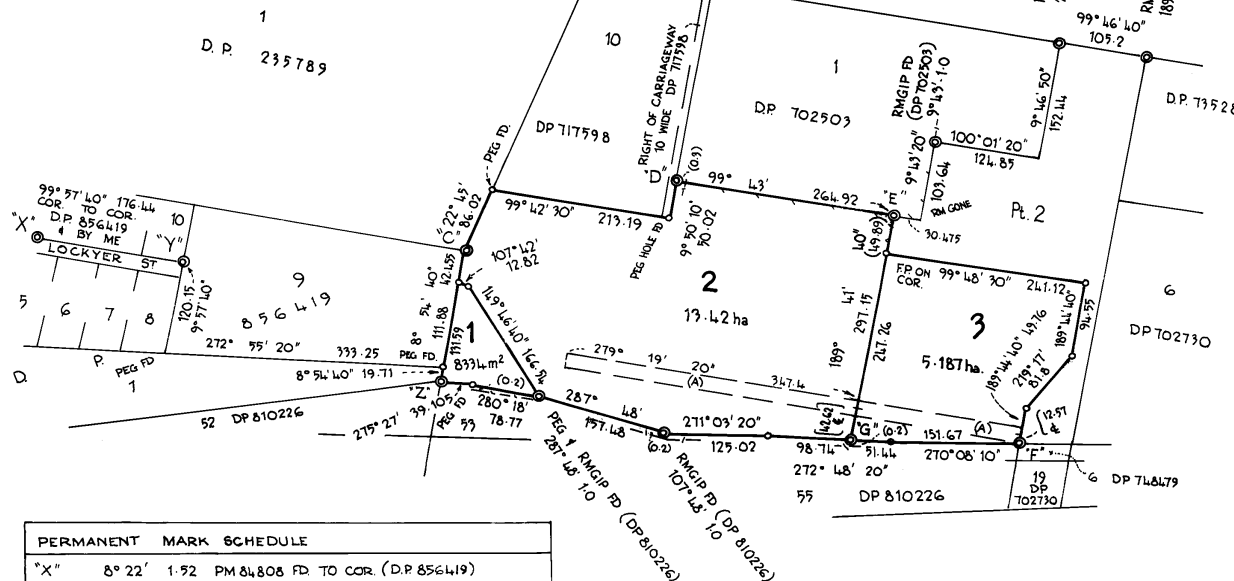 1
D. P. 235789
10
DP 717598
RIGHT OF CARRIAGEWAY
10 WIDE DP 717598
1
D.P. 702503
RMGIP FD
(DP 702503)
9°43' 1·0
99°46'40"
105·2
9°46'50"
152·44
D.P. 73528
100°01'20"
124·85
9°43'20"
103·64
RM GONE
Pt. 2
PEG FD.
"D"
(0·3)
99° 43' 264·92
"E"
30·475
99°57'40" 176·44
COR. TO COR.
D.P. 856419
& BY ME
10
"X"
"Y"
LOCKYER ST
5
6
7
8
120·15
9°57'40"
9
856419
"C"
22°45'
86·02
99°42'30" 213·19
PEG HOLE FD
9°50'10"
50·02
107°42'
12·82
42·455
8° 54' 40"
111·88
131·59
149°46'40" 166·54
2
13·42 ha
40"
(49·89)
F.P. ON
COR.
99°48'30" 241·12
189° 41'
297·15
247·26
3
5·187 ha.
94·55
189°44'40"
189°44'40" 49·76
219°17'
81·8
6
DP 702730
272° 55' 20" 333·25
PEG FD.
8°54'40" 19·71
1
8334 m²
D.
P.
PEG FD
7
"Z"
(0·2)
279° 19' 20" 347·4
(A)
(A)
52 DP 810226
275°27' 39·105
PEG FD
280°18'
78·77
53
287° 48'
157·48
PEG & RMGIP FD (DP 810226)
287°48' 1·0
(0·2)
RMGIP FD (DP 810226)
107°48' 1·0
271°03'20"
125·02
98·74
272° 48' 20"
42·62
₠
"G"
(0·2)
51·44
151·67
270°08'10"
12·57
₠
"F"
6 DP 748479
19
DP
702730
55 DP 810226
PERMANENT MARK SCHEDULE
"X" 8°22' 1·52 PM 84808 FD. TO COR. (D.P. 856419)